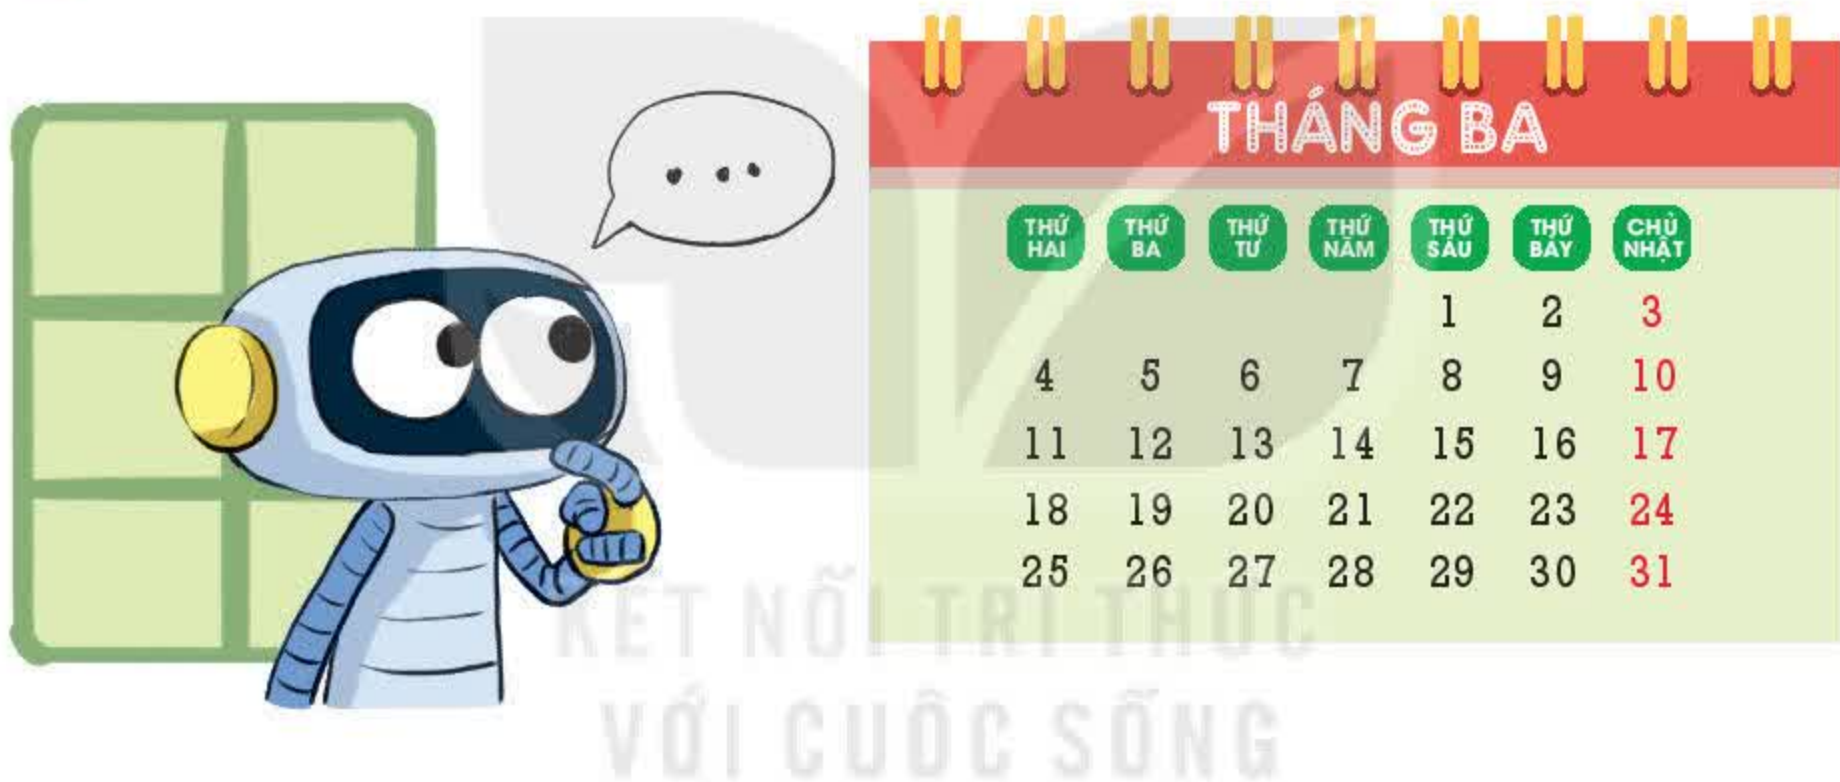 ...
THÁNG BA
THỨ HAI THỨ BA THỨ TƯ THỨ NĂM THỨ SÁU THỨ BẢY CHỦ NHẬT
1 2 3
4 5 6 7 8 9 10
11 12 13 14 15 16 17
18 19 20 21 22 23 24
25 26 27 28 29 30 31
KẾT NỐI TRI THỨC
VỚI CUỘC SỐNG